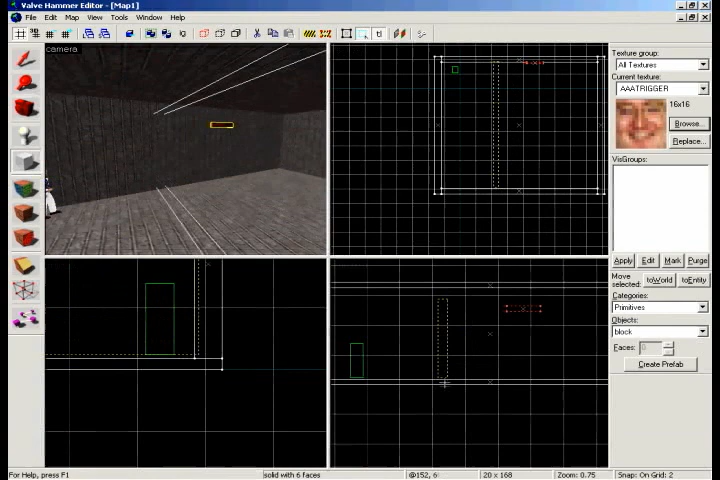 Valve Hammer Editor - [Map1]
File Edit Map View Tools Window Help
camera
Texture group:
All Textures
Current texture:
AAATRIGGER
16x16
Browse...
Replace...
VisGroups:
Apply Edit Mark Purge
Move selected:
toWorld toEntity
Categories:
Primitives
Objects:
block
Faces: 0
Create Prefab
For Help, press F1
solid with 6 faces
@152, 6
20 x 168
Zoom: 0.75
Snap: On Grid: 2